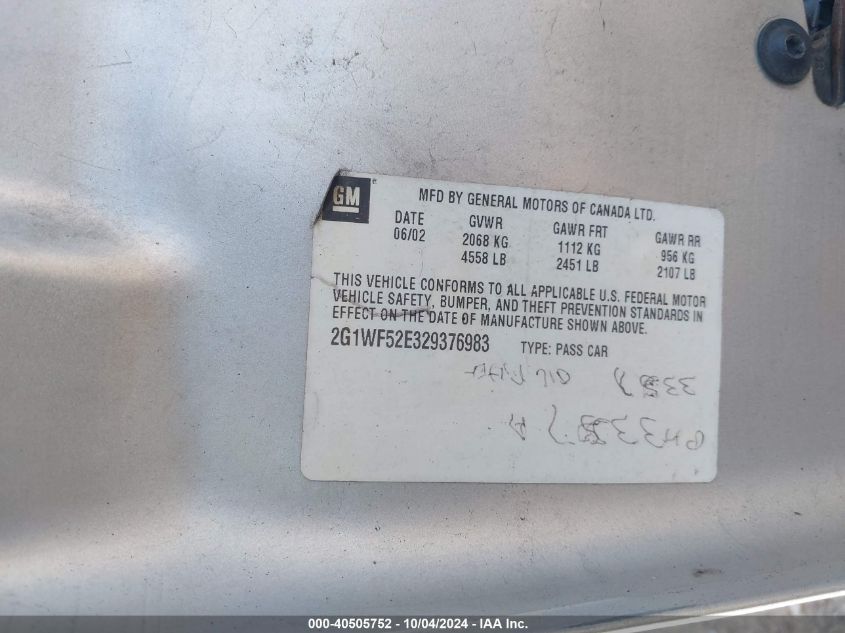 GM
MFD BY GENERAL MOTORS OF CANADA LTD.
DATE GVWR GAWR FRT GAWR RR
06/02 2068 KG 1112 KG 956 KG
4558 LB 2451 LB 2107 LB
THIS VEHICLE CONFORMS TO ALL APPLICABLE U.S. FEDERAL MOTOR
VEHICLE SAFETY, BUMPER, AND THEFT PREVENTION STANDARDS IN
EFFECT ON THE DATE OF MANUFACTURE SHOWN ABOVE.
2G1WF52E329376983 TYPE: PASS CAR
000-40505752 - 10/04/2024 - IAA Inc.